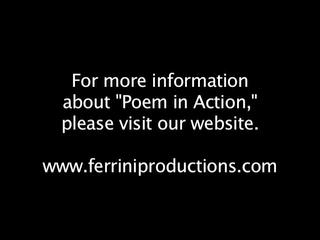 For more information
about "Poem in Action,"
please visit our website.
www.ferriniproductions.com